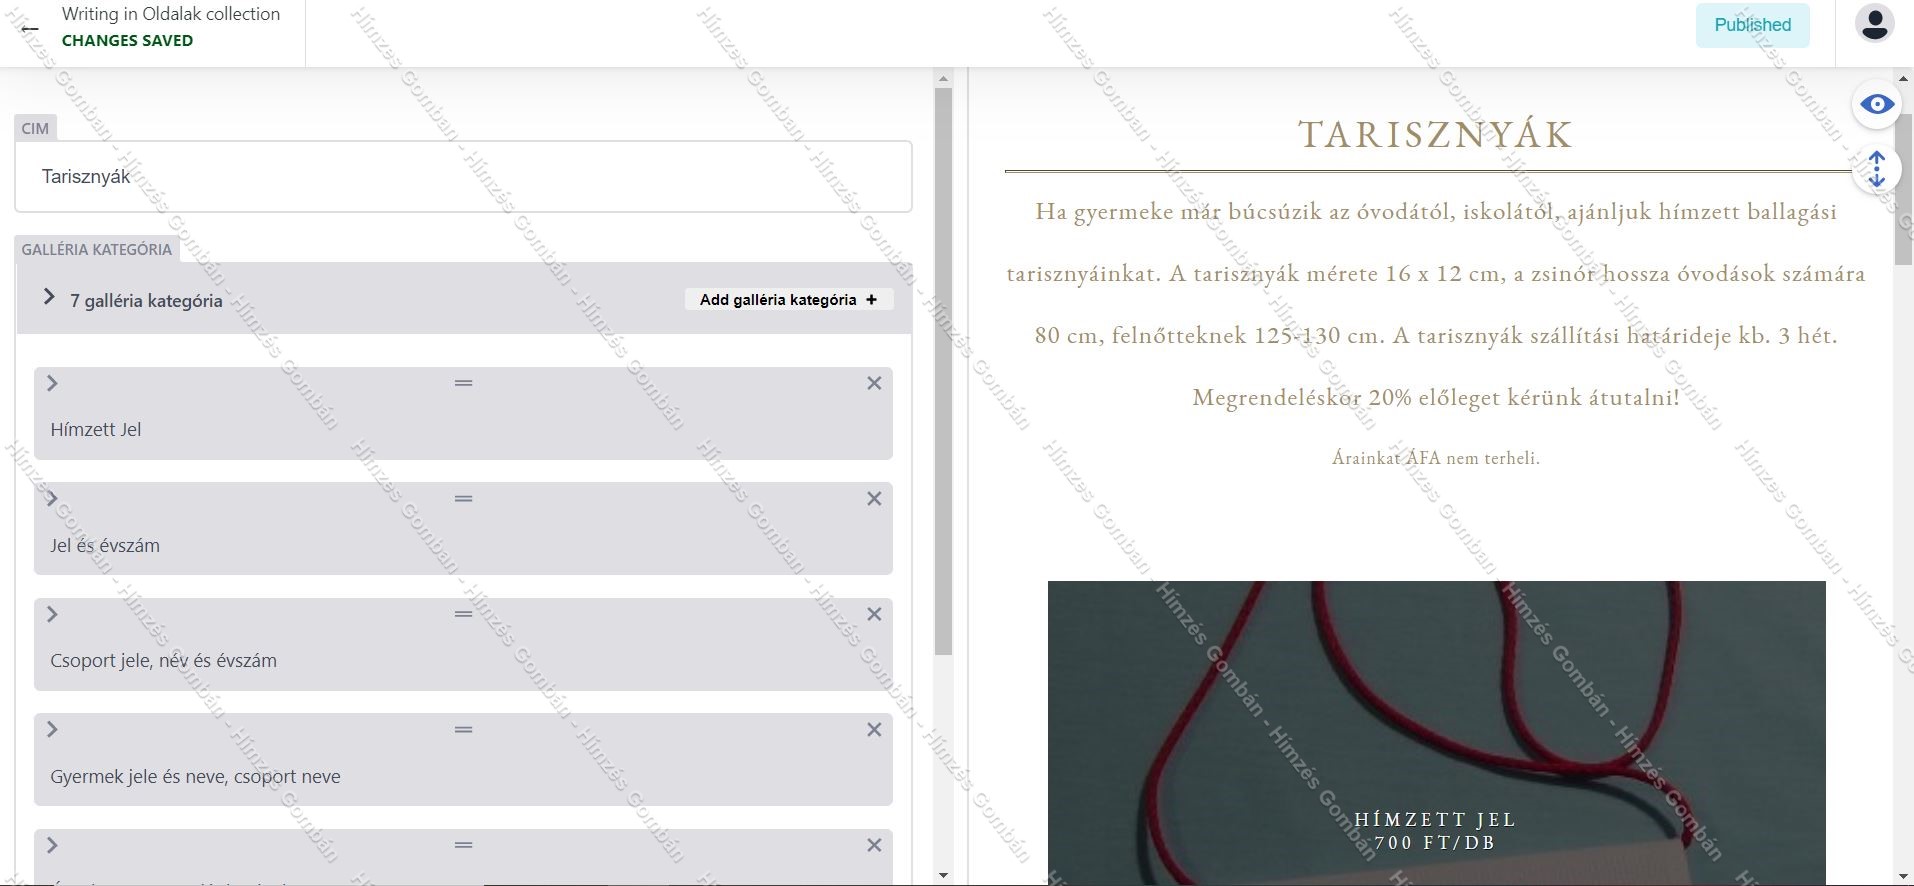 Writing in Oldalak collection
CHANGES SAVED
Published
CIM
Tarisznyák
GALLÉRIA KATEGÓRIA
7 galléria kategória
Add galléria kategória +
Hímzett Jel
Jel és évszám
Csoport jele, név és évszám
Gyermek jele és neve, csoport neve
TARISZNYÁK
Ha gyermeke már búcsúzik az óvodától, iskolától, ajánljuk hímzett ballagási
tarisznyáinkat. A tarisznyák mérete 16 x 12 cm, a zsinór hossza óvodások számára
80 cm, felnőtteknek 125-130 cm. A tarisznyák szállítási határideje kb. 3 hét.
Megrendeléskor 20% előleget kérünk átutalni!
Árainkat ÁFA nem terheli.
HÍMZETT JEL
700 FT/DB
Hímzés Gombán - Hímzés Gombán - Hímzés Gombán - Hímzés Gombán